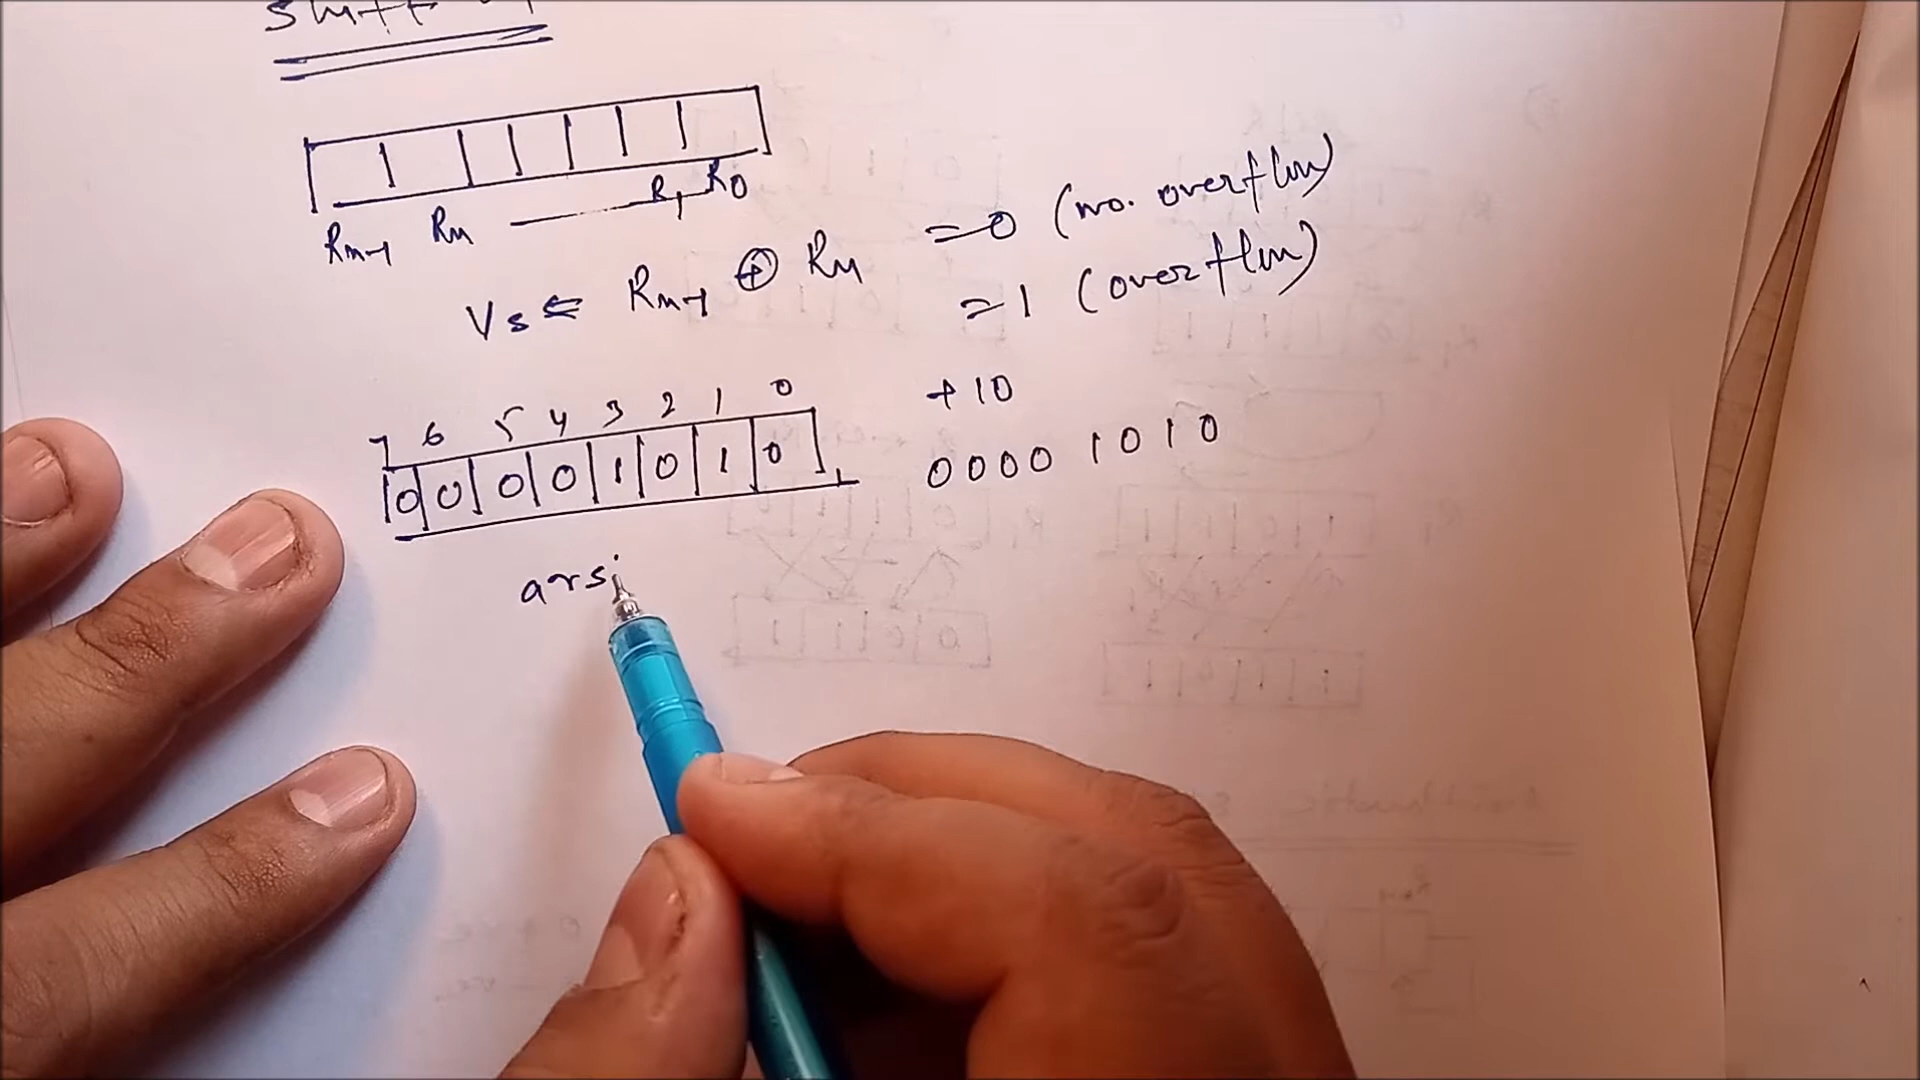 Rn-1 Rn R1 R0
Vs ⇐ Rn-1 ⊕ Rn =0 (no. overflow)
=1 (overflow)
7 6 5 4 3 2 1 0 +10
0 0 0 0 1 0 1 0 0000 1010
arsi